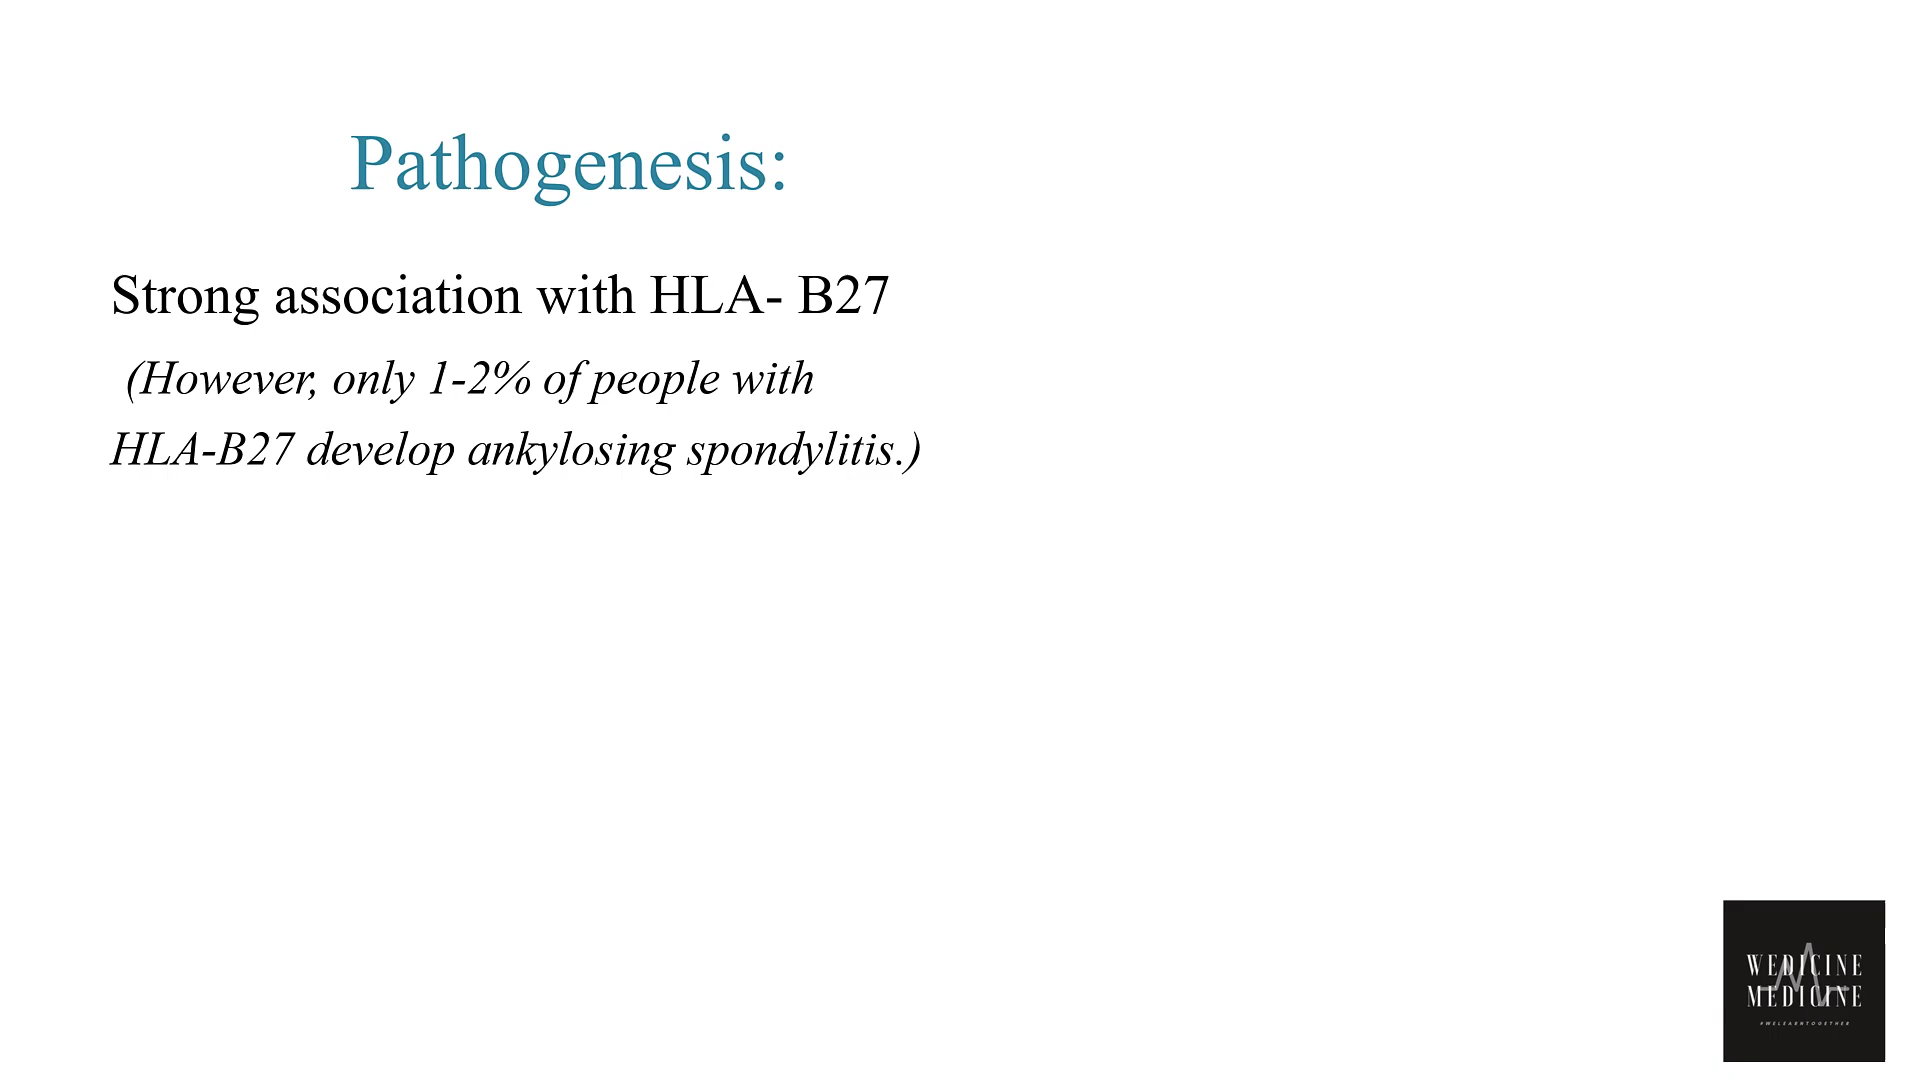 Pathogenesis:
Strong association with HLA- B27
(However, only 1-2% of people with
HLA-B27 develop ankylosing spondylitis.)
WEDICINE
MEDICINE
#WELEARNTOGETHER